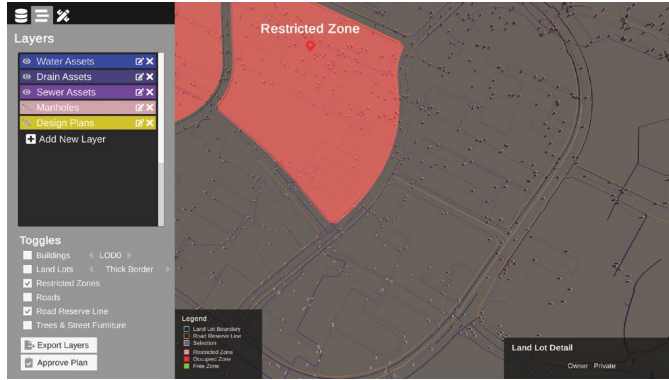 Restricted Zone
Layers
Water Assets
Drain Assets
Sewer Assets
Manholes
Design Plans
Add New Layer
Toggles
Buildings LOD0
Land Lots Thick Border
Restricted Zones
Roads
Road Reserve Line
Trees & Street Furniture
Export Layers
Approve Plan
Legend
Land Lot Boundary
Road Reserve Line
Selection
Restricted Zone
Occupied Zone
Free Zone
Land Lot Detail
Owner Private